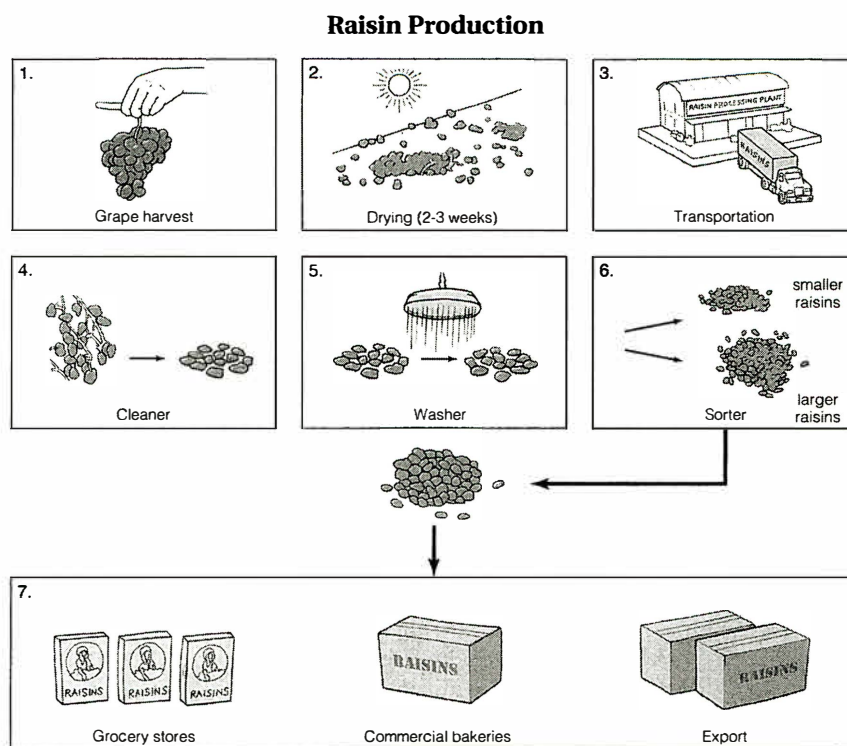 Raisin Production
1.
Grape harvest
2.
Drying (2-3 weeks)
3.
RAISIN PROCESSING PLANT
RAISINS
Transportation
4.
Cleaner
5.
Washer
6.
smaller
raisins
larger
raisins
Sorter
7.
RAISINS
RAISINS
RAISINS
Grocery stores
RAISINS
Commercial bakeries
RAISINS
Export